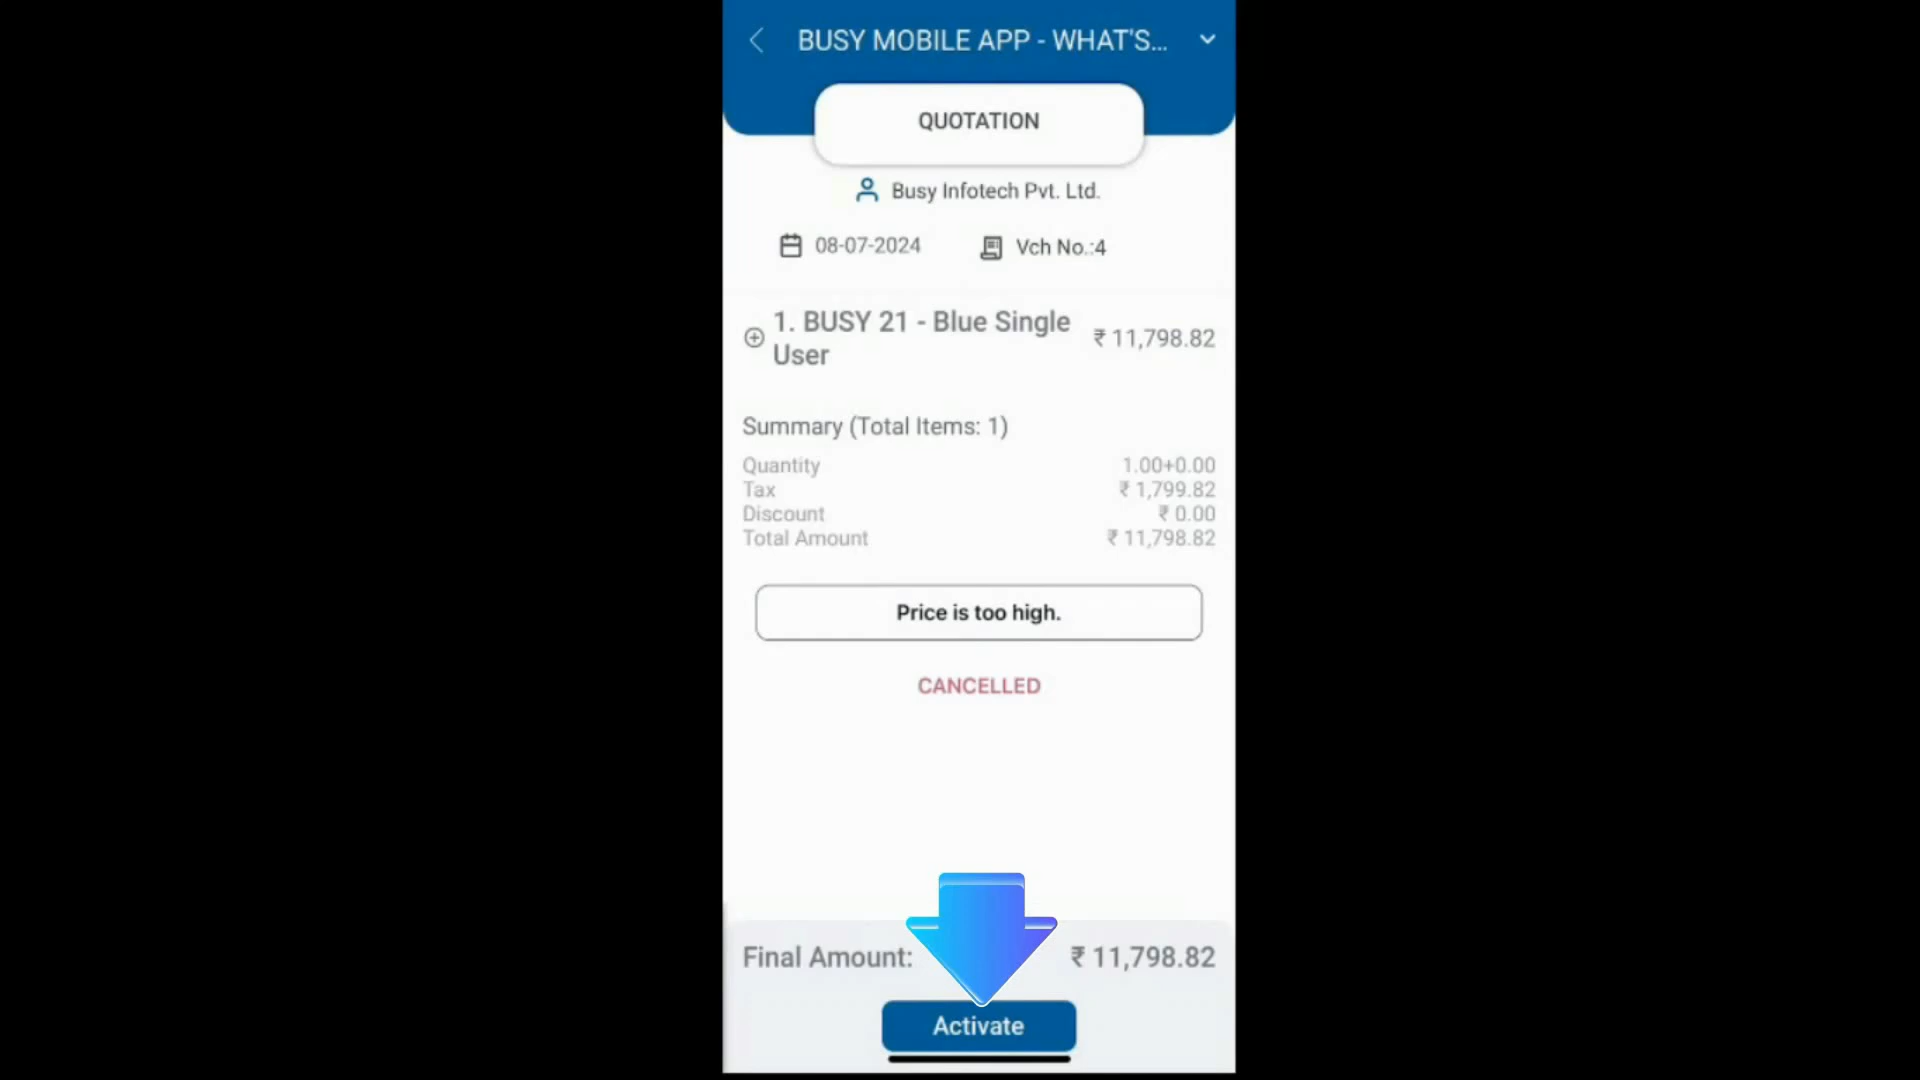 BUSY MOBILE APP - WHAT'S...
QUOTATION
Busy Infotech Pvt. Ltd.
08-07-2024 Vch No.:4
1. BUSY 21 - Blue Single
User
₹ 11,798.82
Summary (Total Items: 1)
Quantity 1.00+0.00
Tax ₹ 1,799.82
Discount ₹ 0.00
Total Amount ₹ 11,798.82
Price is too high.
CANCELLED
Final Amount: ₹ 11,798.82
Activate